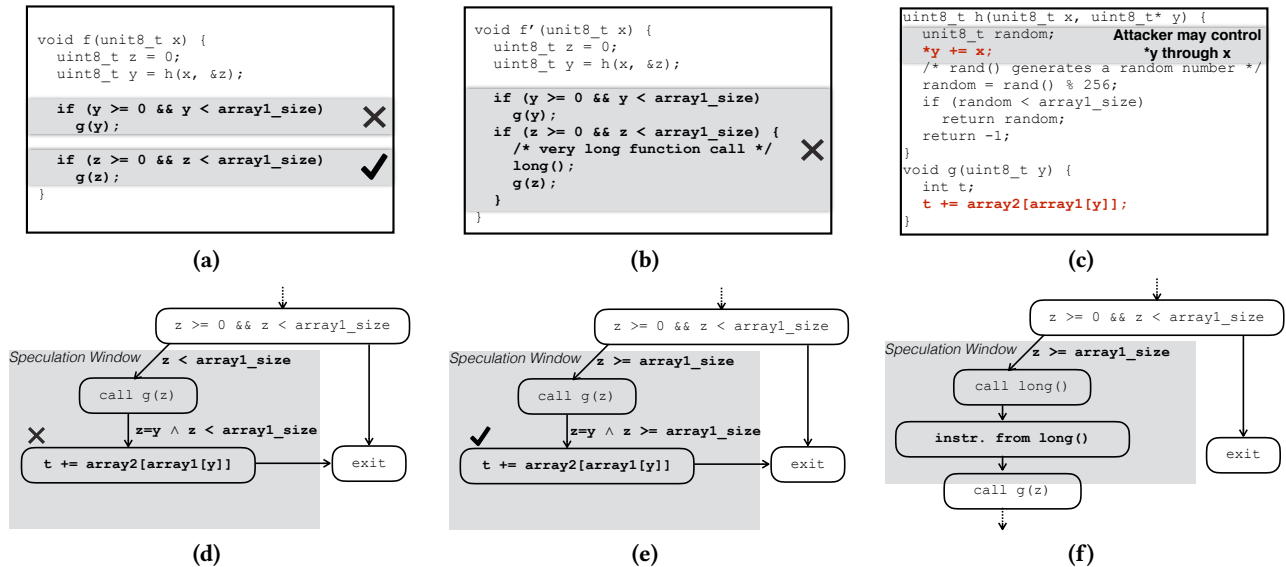 void f(unit8_t x) {
uint8_t z = 0;
uint8_t y = h(x, &z);
if (y >= 0 && y < array1_size)
g(y);
if (z >= 0 && z < array1_size)
g(z);
}
(a)
void f'(unit8_t x) {
uint8_t z = 0;
uint8_t y = h(x, &z);
if (y >= 0 && y < array1_size)
g(y);
if (z >= 0 && z < array1_size) {
/* very long function call */
long();
g(z);
}
}
(b)
uint8_t h(unit8_t x, uint8_t* y) {
unit8_t random;
*y += x;
Attacker may control
*y through x
/* rand() generates a random number */
random = rand() % 256;
if (random < array1_size)
return random;
return -1;
}
void g(uint8_t y) {
int t;
t += array2[array1[y]];
}
(c)
z >= 0 && z < array1_size
Speculation Window
z < array1_size
call g(z)
z=y ∧ z < array1_size
t += array2[array1[y]]
exit
(d)
z >= 0 && z < array1_size
Speculation Window
z >= array1_size
call g(z)
z=y ∧ z >= array1_size
t += array2[array1[y]]
exit
(e)
z >= 0 && z < array1_size
Speculation Window
z >= array1_size
call long()
instr. from long()
exit
call g(z)
(f)